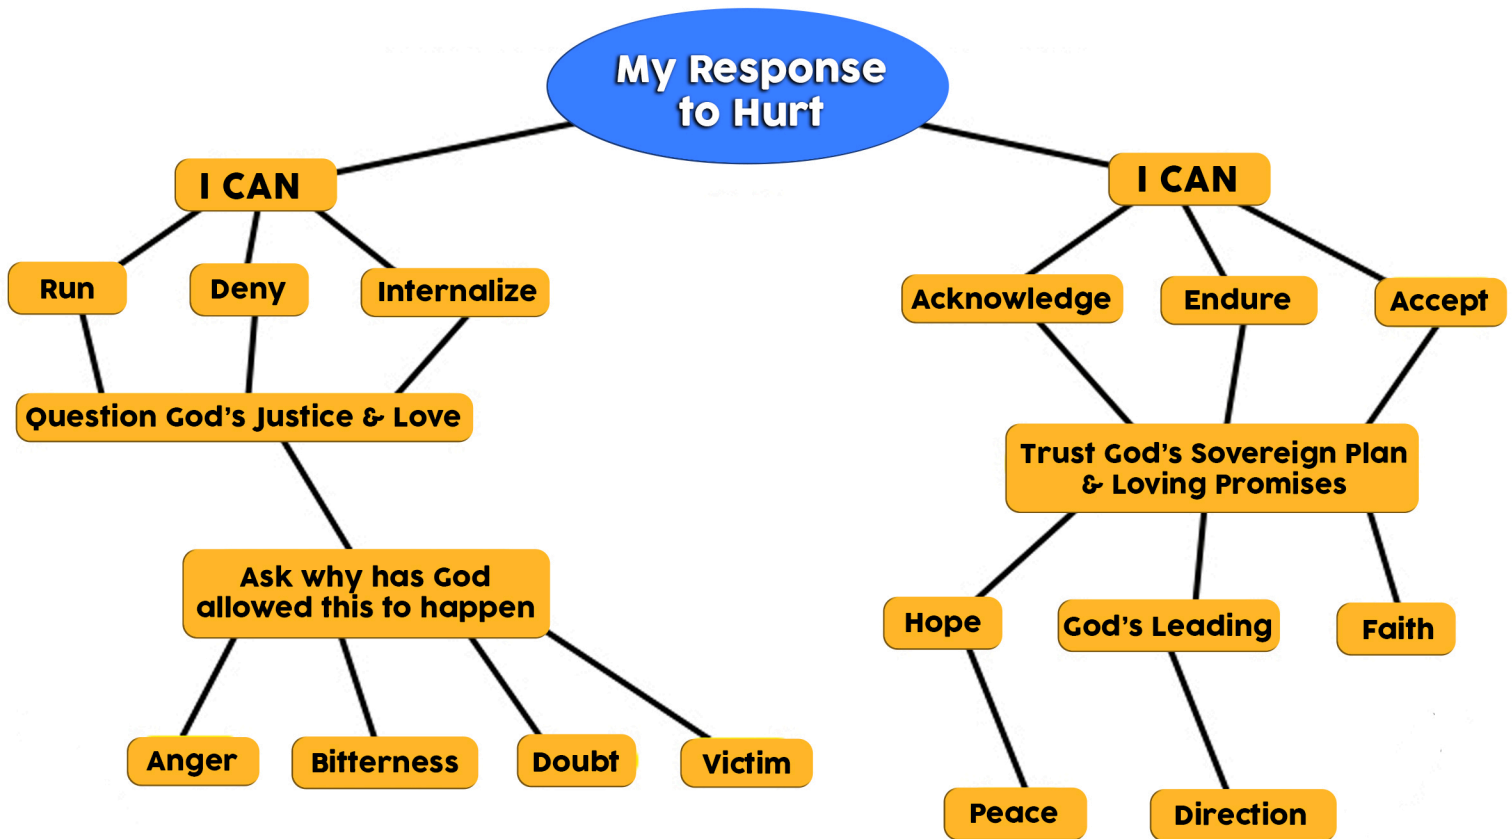 My Response
to Hurt
I CAN
I CAN
Run
Deny
Internalize
Acknowledge
Endure
Accept
Question God's Justice & Love
Trust God's Sovereign Plan
& Loving Promises
Ask why has God
allowed this to happen
Hope
God's Leading
Faith
Anger
Bitterness
Doubt
Victim
Peace
Direction